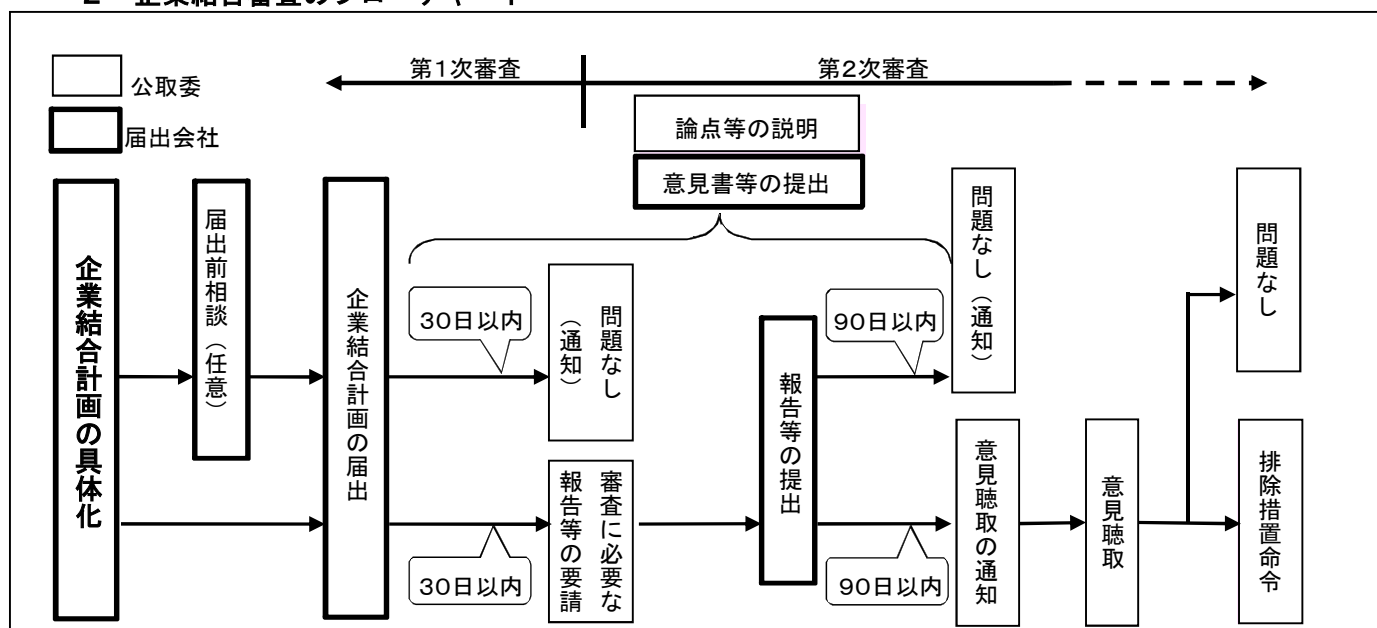 第1次審査
第2次審査
公取委
届出会社
論点等の説明
意見書等の提出
企業結合計画の具体化
届出前相談（任意）
企業結合計画の届出
30日以内
問題なし
（通知）
30日以内
審査に必要な
報告等の要請
報告等の提出
90日以内
問題なし（通知）
90日以内
意見聴取の通知
意見聴取
問題なし
排除措置命令